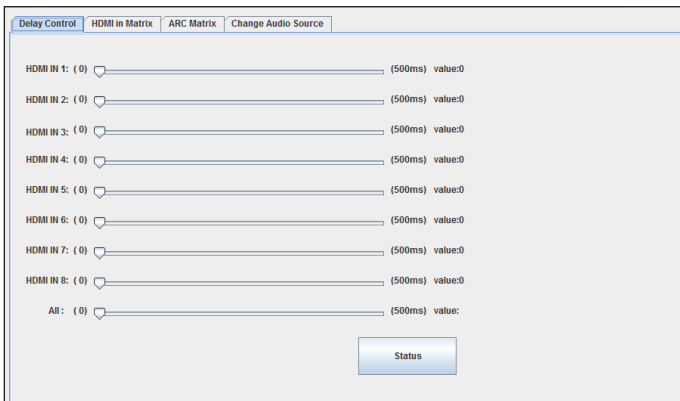 Delay Control HDMI in Matrix ARC Matrix Change Audio Source
HDMI IN 1: ( 0) (500ms) value:0
HDMI IN 2: ( 0) (500ms) value:0
HDMI IN 3: ( 0) (500ms) value:0
HDMI IN 4: ( 0) (500ms) value:0
HDMI IN 5: ( 0) (500ms) value:0
HDMI IN 6: ( 0) (500ms) value:0
HDMI IN 7: ( 0) (500ms) value:0
HDMI IN 8: ( 0) (500ms) value:0
All : ( 0) (500ms) value:
Status